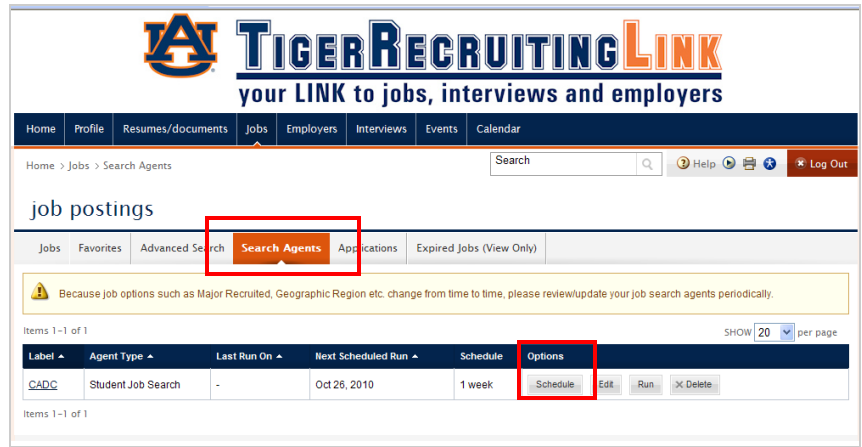 AU
TIGERRECRUITINGLINK
your LINK to jobs, interviews and employers
Home Profile Resumes/documents Jobs Employers Interviews Events Calendar
Home > Jobs > Search Agents Search Help Log Out
job postings
Jobs Favorites Advanced Search Search Agents Applications Expired Jobs (View Only)
Because job options such as Major Recruited, Geographic Region etc. change from time to time, please review/update your job search agents periodically.
Items 1-1 of 1 SHOW 20 per page
Label Agent Type Last Run On Next Scheduled Run Schedule Options
CADC Student Job Search - Oct 26, 2010 1 week Schedule Edit Run Delete
Items 1-1 of 1